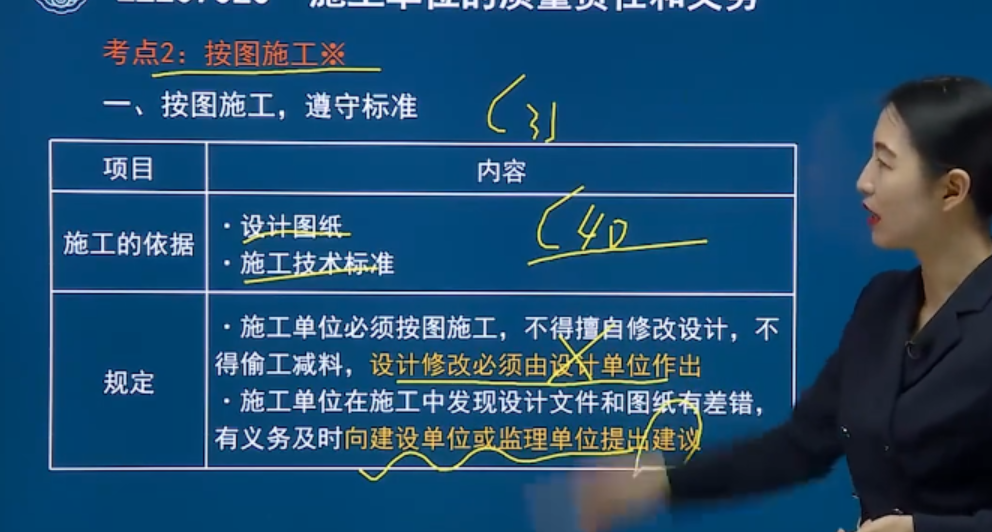 施工单位的质量责任和义务
考点2：按图施工※
一、按图施工，遵守标准
(3)
项目
内容
施工的依据
·设计图纸
·施工技术标准
(4D
规定
·施工单位必须按图施工，不得擅自修改设计，不
得偷工减料，设计修改必须由设计单位作出
·施工单位在施工中发现设计文件和图纸有差错，
有义务及时向建设单位或监理单位提出建议